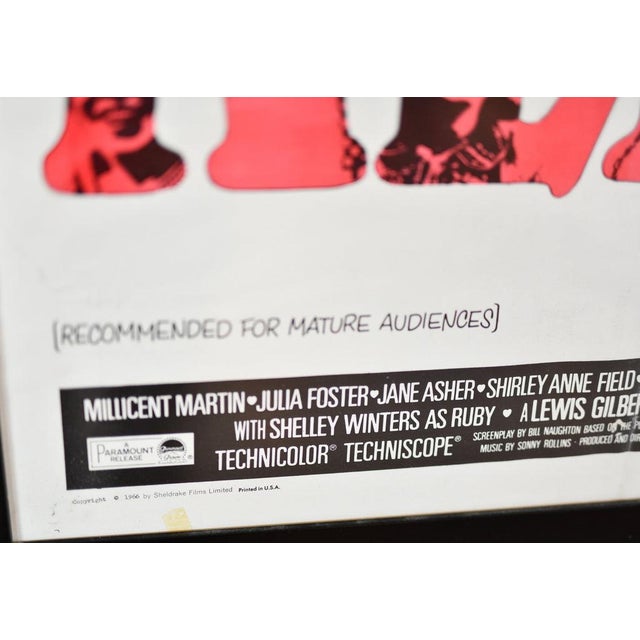 [RECOMMENDED FOR MATURE AUDIENCES]
MILLICENT MARTIN♥JULIA FOSTER♥JANE ASHER♥SHIRLEY ANNE FIELD
WITH SHELLEY WINTERS AS RUBY • A LEWIS GILBER
TECHNICOLOR® TECHNISCOPE®
SCREENPLAY BY BILL NAUGHTON BASED ON THE
MUSIC BY SONNY ROLLINS • PRODUCED AND
A
PARAMOUNT
RELEASE
Copyright © 1966 by Sheldrake Films Limited Printed in U.S.A.